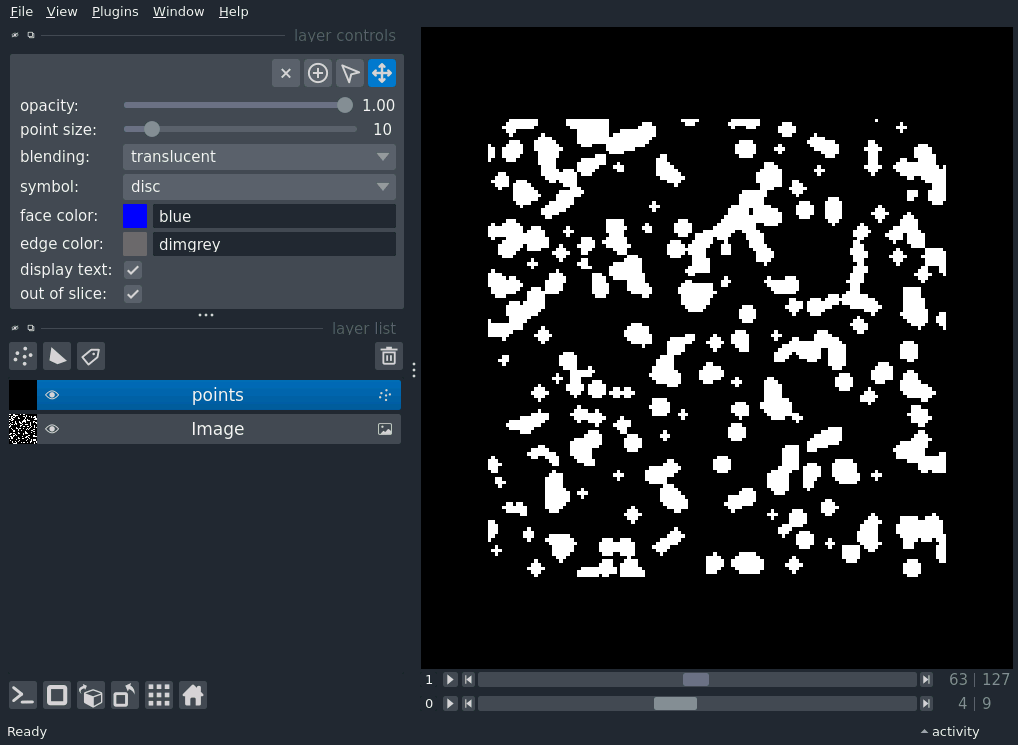 File View Plugins Window Help
layer controls
opacity: 1.00
point size: 10
blending: translucent
symbol: disc
face color: blue
edge color: dimgrey
display text:
out of slice:
layer list
points
Image
1 63 | 127
0 4 | 9
Ready activity